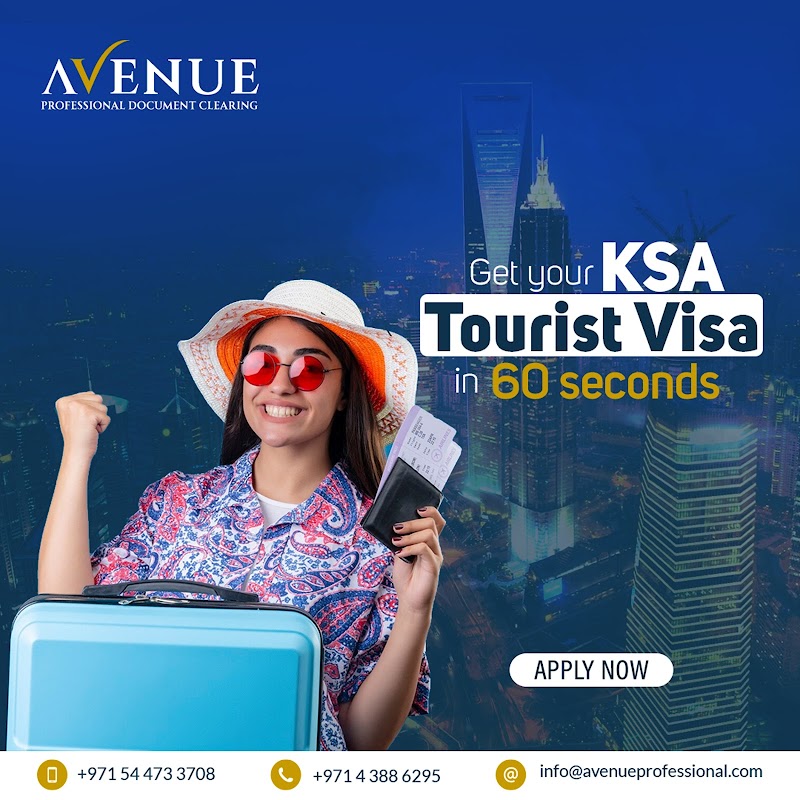 AVENUE
PROFESSIONAL DOCUMENT CLEARING
Get your KSA
Tourist Visa
in 60 seconds
APPLY NOW
+971 54 473 3708
+971 4 388 6295
@ info@avenueprofessional.com